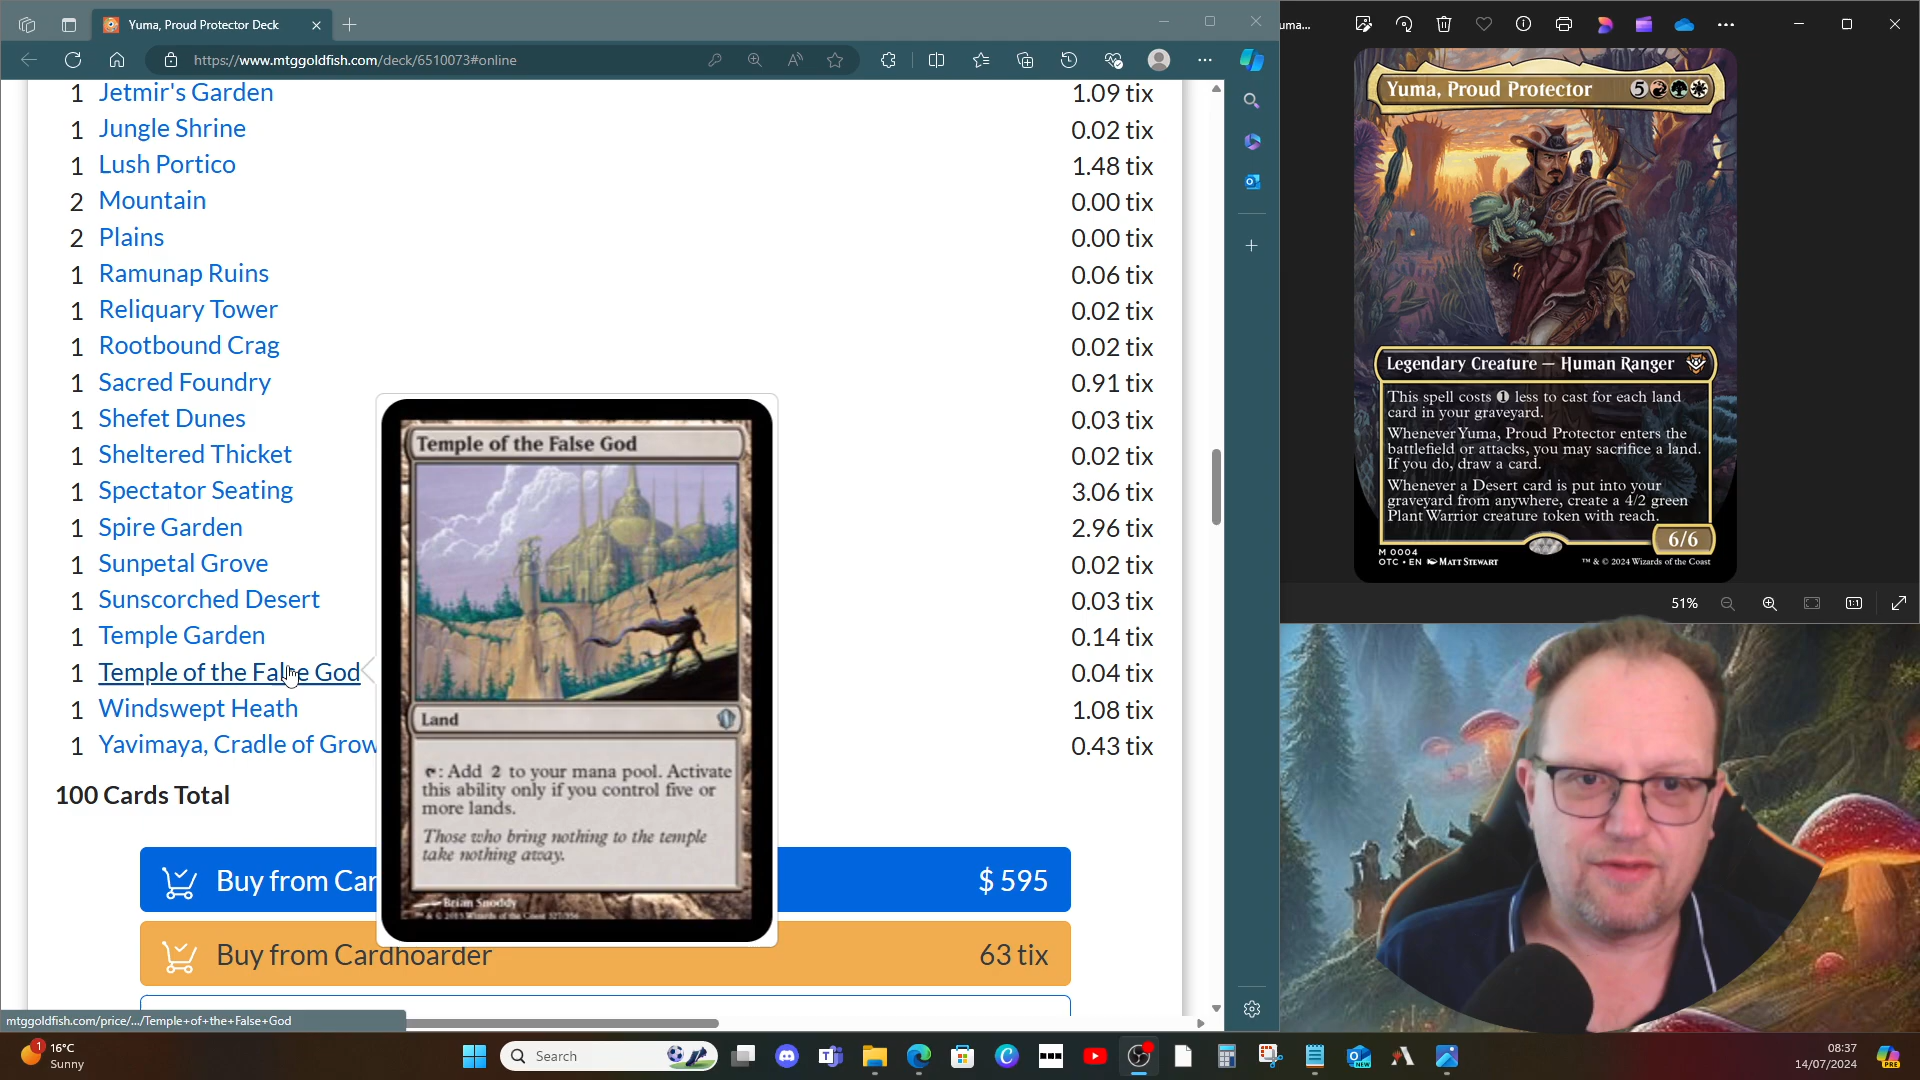 Yuma, Proud Protector Deck
https://www.mtggoldfish.com/deck/6510073#online
1 Jetmir's Garden 1.09 tix
1 Jungle Shrine 0.02 tix
1 Lush Portico 1.48 tix
2 Mountain 0.00 tix
2 Plains 0.00 tix
1 Ramunap Ruins 0.06 tix
1 Reliquary Tower 0.02 tix
1 Rootbound Crag 0.02 tix
1 Sacred Foundry 0.91 tix
1 Shefet Dunes 0.03 tix
1 Sheltered Thicket 0.02 tix
1 Spectator Seating 3.06 tix
1 Spire Garden 2.96 tix
1 Sunpetal Grove 0.02 tix
1 Sunscorched Desert 0.03 tix
1 Temple Garden 0.14 tix
1 Temple of the False God 0.04 tix
1 Windswept Heath 1.08 tix
1 Yavimaya, Cradle of Grow 0.43 tix
100 Cards Total
Buy from Car $ 595
Buy from Cardhoarder 63 tix
mtggoldfish.com/price/.../Temple+of+the+False+God
Temple of the False God
Land
: Add 2 to your mana pool. Activate
this ability only if you control five or
more lands.
Those who bring nothing to the temple
take nothing away.
Brian Snoddy
uma...
Yuma, Proud Protector 5
Legendary Creature — Human Ranger
This spell costs 1 less to cast for each land
card in your graveyard.
Whenever Yuma, Proud Protector enters the
battlefield or attacks, you may sacrifice a land.
If you do, draw a card.
Whenever a Desert card is put into your
graveyard from anywhere, create a 4/2 green
Plant Warrior creature token with reach.
6/6
M 0004
OTC • EN Matt Stewart ™ & © 2024 Wizards of the Coast
51%
1:1
1
16°C
Sunny
Search
08:37
14/07/2024